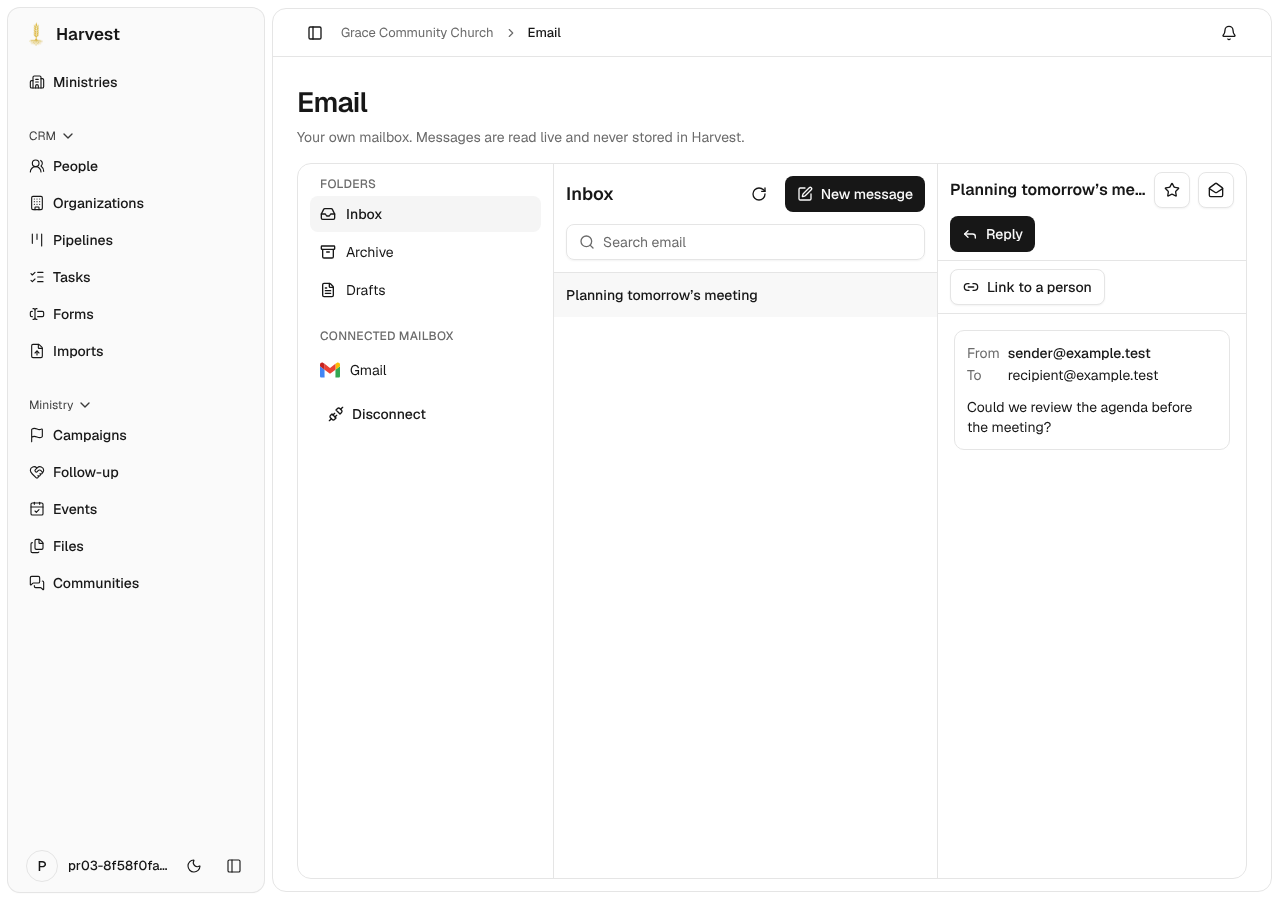 Harvest
Ministries
CRM
People
Organizations
Pipelines
Tasks
Forms
Imports
Ministry
Campaigns
Follow-up
Events
Files
Communities
P pr03-8f58f0fa...
Grace Community Church > Email
Email
Your own mailbox. Messages are read live and never stored in Harvest.
FOLDERS
Inbox
Archive
Drafts
CONNECTED MAILBOX
Gmail
Disconnect
Inbox
New message
Search email
Planning tomorrow’s meeting
Planning tomorrow’s me...
Reply
Link to a person
From sender@example.test
To recipient@example.test
Could we review the agenda before
the meeting?